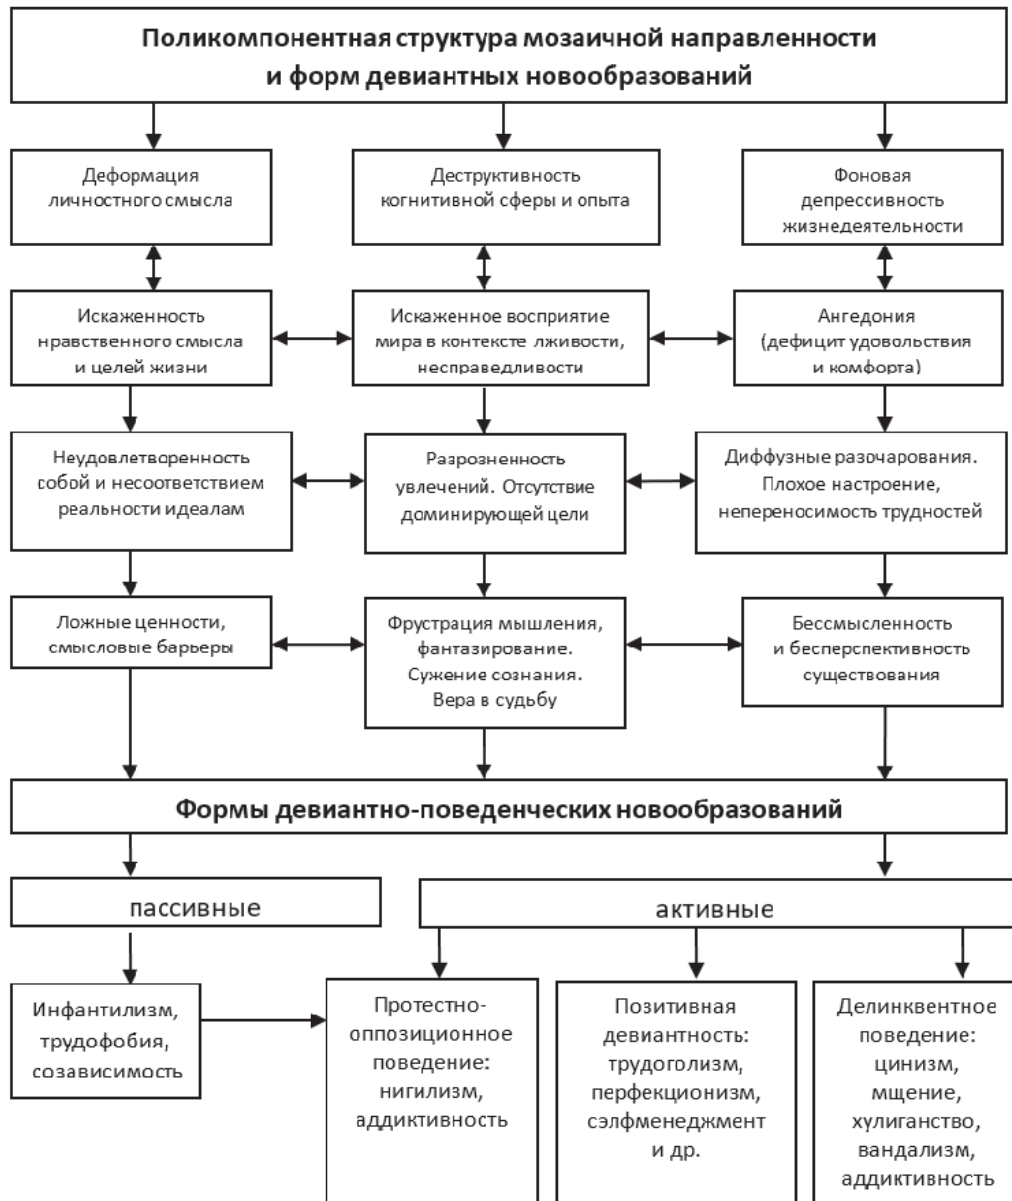 Поликомпонентная структура мозаичной направленности
и форм девиантных новообразований
Деформация
личностного смысла
Деструктивность
когнитивной сферы и опыта
Фоновая
депрессивность
жизнедеятельности
Искаженность
нравственного смысла
и целей жизни
Искаженное восприятие
мира в контексте лживости,
несправедливости
Ангедония
(дефицит удовольствия
и комфорта)
Неудовлетворенность
собой и несоответствием
реальности идеалам
Разрозненность
увлечений. Отсутствие
доминирующей цели
Диффузные разочарования.
Плохое настроение,
непереносимость трудностей
Ложные ценности,
смысловые барьеры
Фрустрация мышления,
фантазирование.
Сужение сознания.
Вера в судьбу
Бессмысленность
и бесперспективность
существования
Формы девиантно-поведенческих новообразований
пассивные
активные
Инфантилизм,
трудофобия,
созависимость
Протестно-
оппозиционное
поведение:
нигилизм,
аддиктивность
Позитивная
девиантность:
трудоголизм,
перфекционизм,
сэлфменеджмент
и др.
Делинквентное
поведение:
цинизм,
мщение,
хулиганство,
вандализм,
аддиктивность